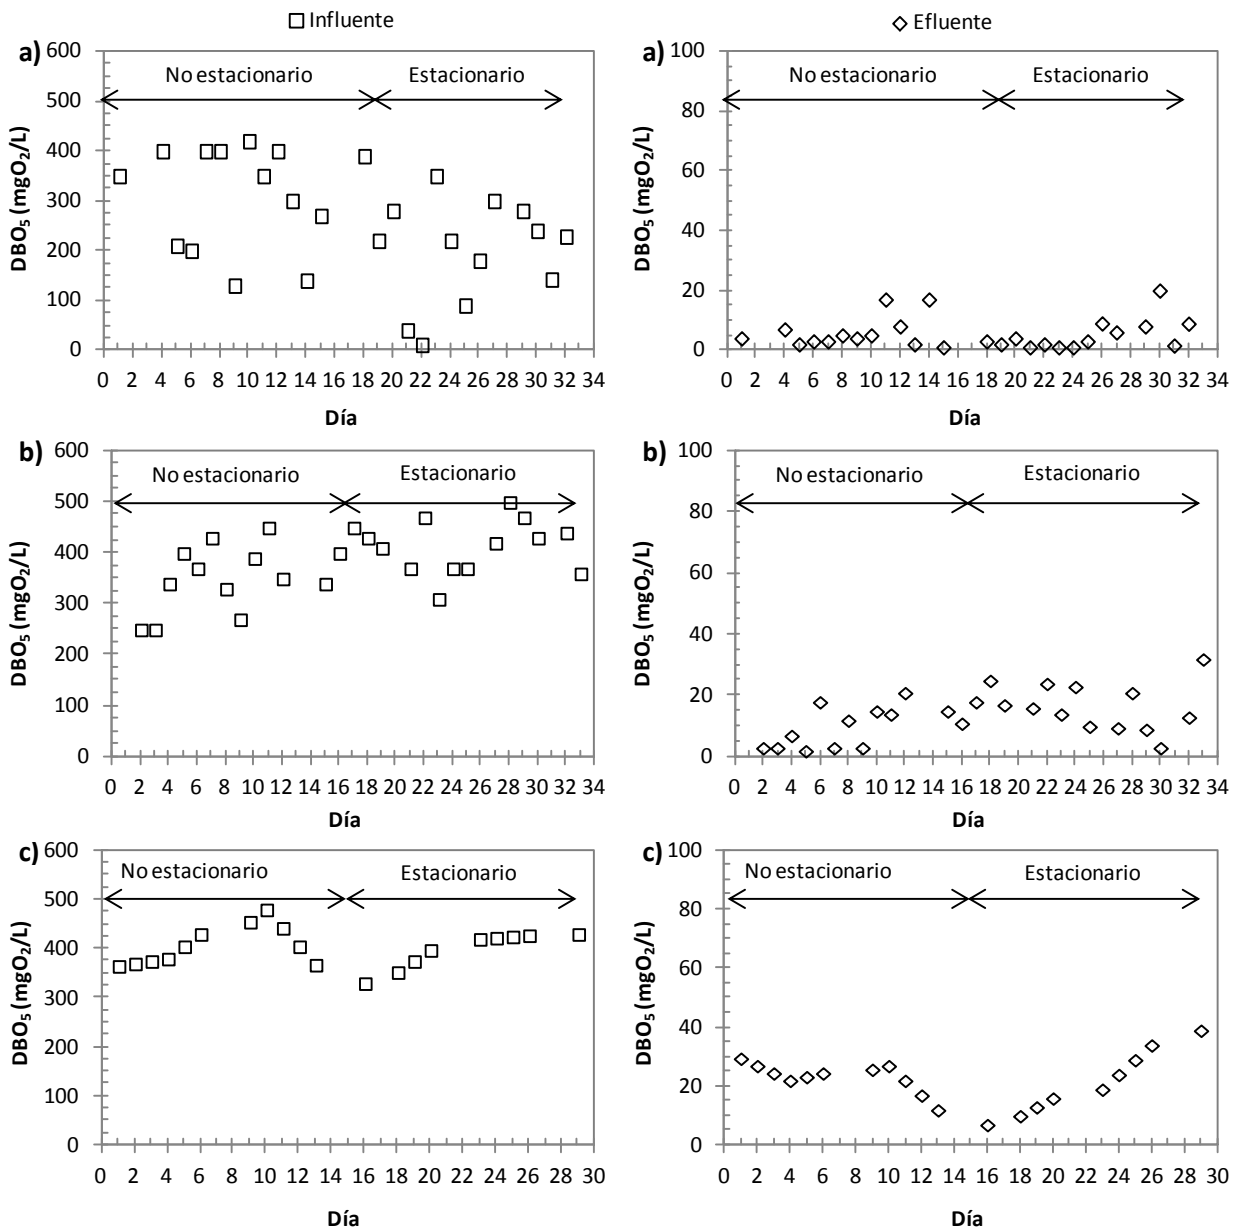 Influente
Efluente
a)
600
500
400
300
200
100
0
DBO₅ (mgO₂/L)
No estacionario
Estacionario
0 2 4 6 8 10 12 14 16 18 20 22 24 26 28 30 32 34
Día
a)
100
80
60
40
20
0
DBO₅ (mgO₂/L)
No estacionario
Estacionario
0 2 4 6 8 10 12 14 16 18 20 22 24 26 28 30 32 34
Día
b)
600
500
400
300
200
100
0
DBO₅ (mgO₂/L)
No estacionario
Estacionario
0 2 4 6 8 10 12 14 16 18 20 22 24 26 28 30 32 34
Día
b)
100
80
60
40
20
0
DBO₅ (mgO₂/L)
No estacionario
Estacionario
0 2 4 6 8 10 12 14 16 18 20 22 24 26 28 30 32 34
Día
c)
600
500
400
300
200
100
0
DBO₅ (mgO₂/L)
No estacionario
Estacionario
0 2 4 6 8 10 12 14 16 18 20 22 24 26 28 30
Día
c)
100
80
60
40
20
0
DBO₅ (mgO₂/L)
No estacionario
Estacionario
0 2 4 6 8 10 12 14 16 18 20 22 24 26 28 30
Día